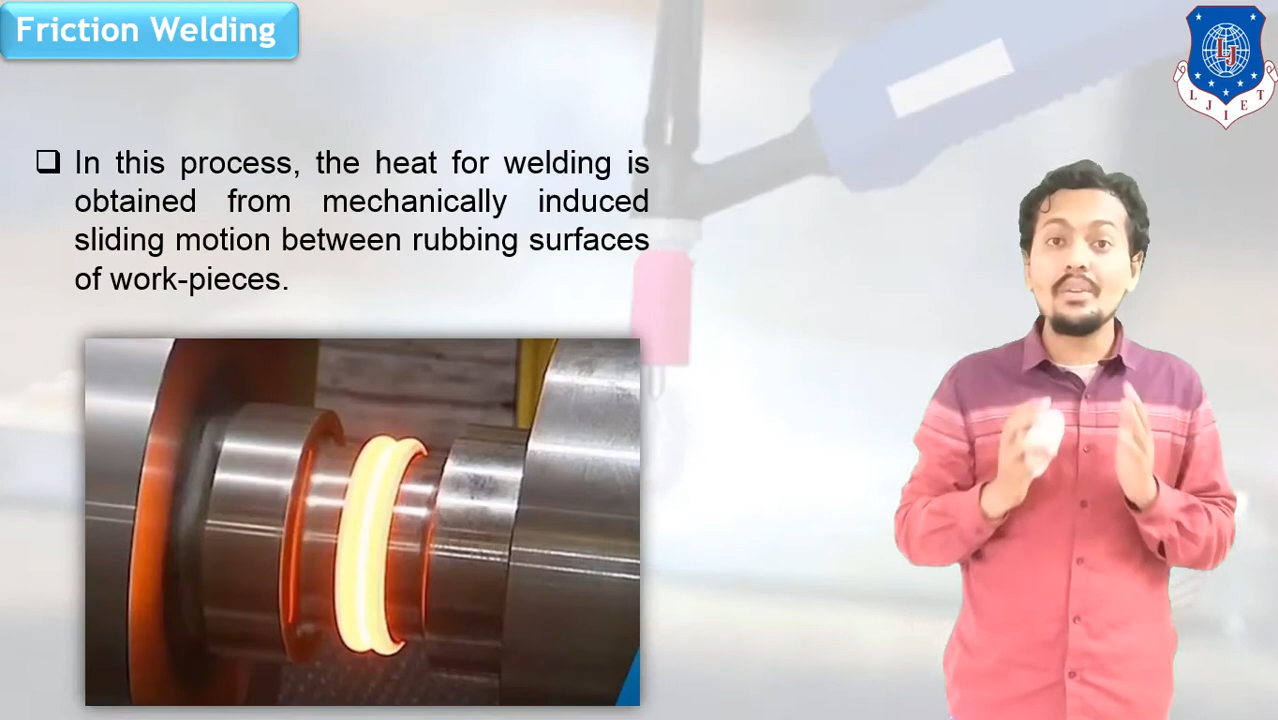 Friction Welding
LJ
L J I E T
❑ In this process, the heat for welding is
obtained from mechanically induced
sliding motion between rubbing surfaces
of work-pieces.